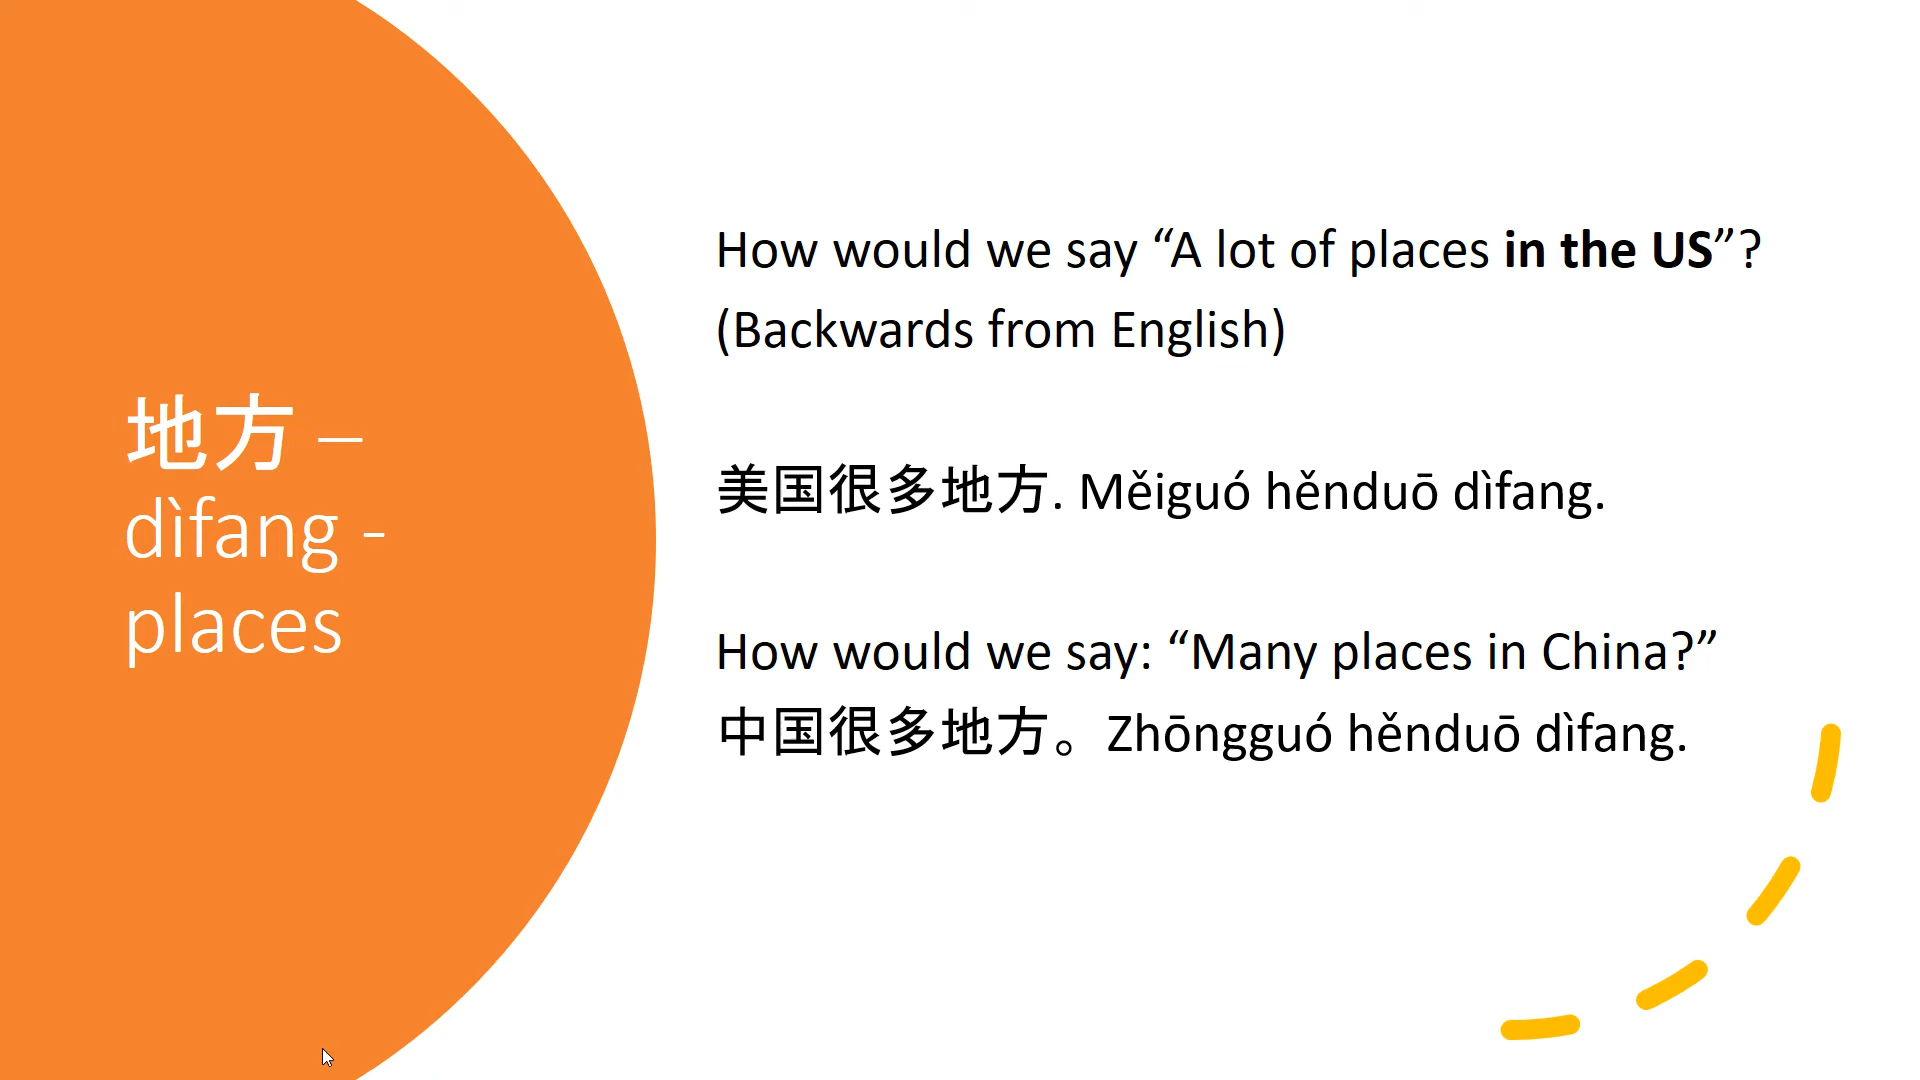 地方 –
dìfang -
places
How would we say “A lot of places in the US”?
(Backwards from English)
美国很多地方. Měiguó hěnduō dìfang.
How would we say: “Many places in China?”
中国很多地方。Zhōngguó hěnduō dìfang.